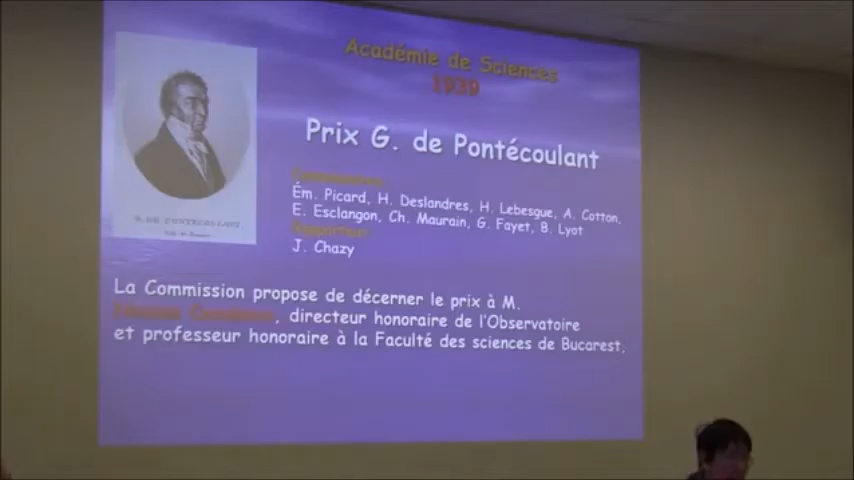 Académie de Sciences
1939
Prix G. de Pontécoulant
Ém. Picard, H. Deslandres, H. Lebesgue, A. Cotton,
E. Esclangon, Ch. Maurain, G. Fayet, B. Lyot
Rapporteur
J. Chazy
La Commission propose de décerner le prix à M.
, directeur honoraire de l'Observatoire
et professeur honoraire à la Faculté des sciences de Bucarest;